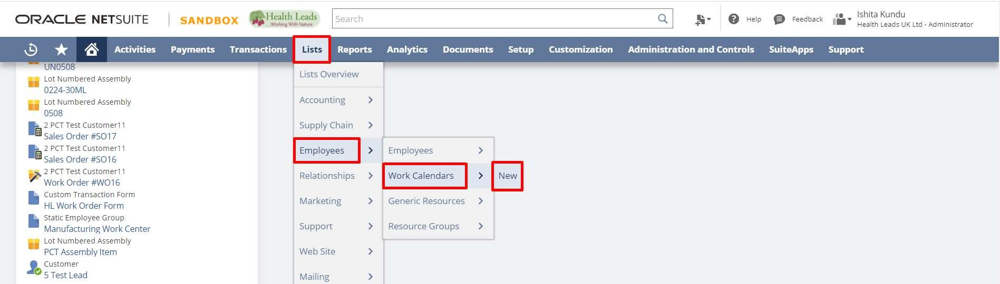 ORACLE NETSUITE
SANDBOX
Health Leads
...Working With Nature
Search
Help
Feedback
Ishita Kundu
Health Leads UK Ltd - Administrator
Activities Payments Transactions Lists Reports Analytics Documents Setup Customization Administration and Controls SuiteApps Support
UN0508
Lot Numbered Assembly
0224-30ML
Lot Numbered Assembly
0508
2 PCT Test Customer11
Sales Order #SO17
2 PCT Test Customer11
Sales Order #SO16
2 PCT Test Customer11
Work Order #WO16
Custom Transaction Form
HL Work Order Form
Static Employee Group
Manufacturing Work Center
Lot Numbered Assembly
PCT Assembly Item
Customer
5 Test Lead
Lists Overview
Accounting
Supply Chain
Employees
Relationships
Marketing
Support
Web Site
Mailing
Employees
Work Calendars
Generic Resources
Resource Groups
New